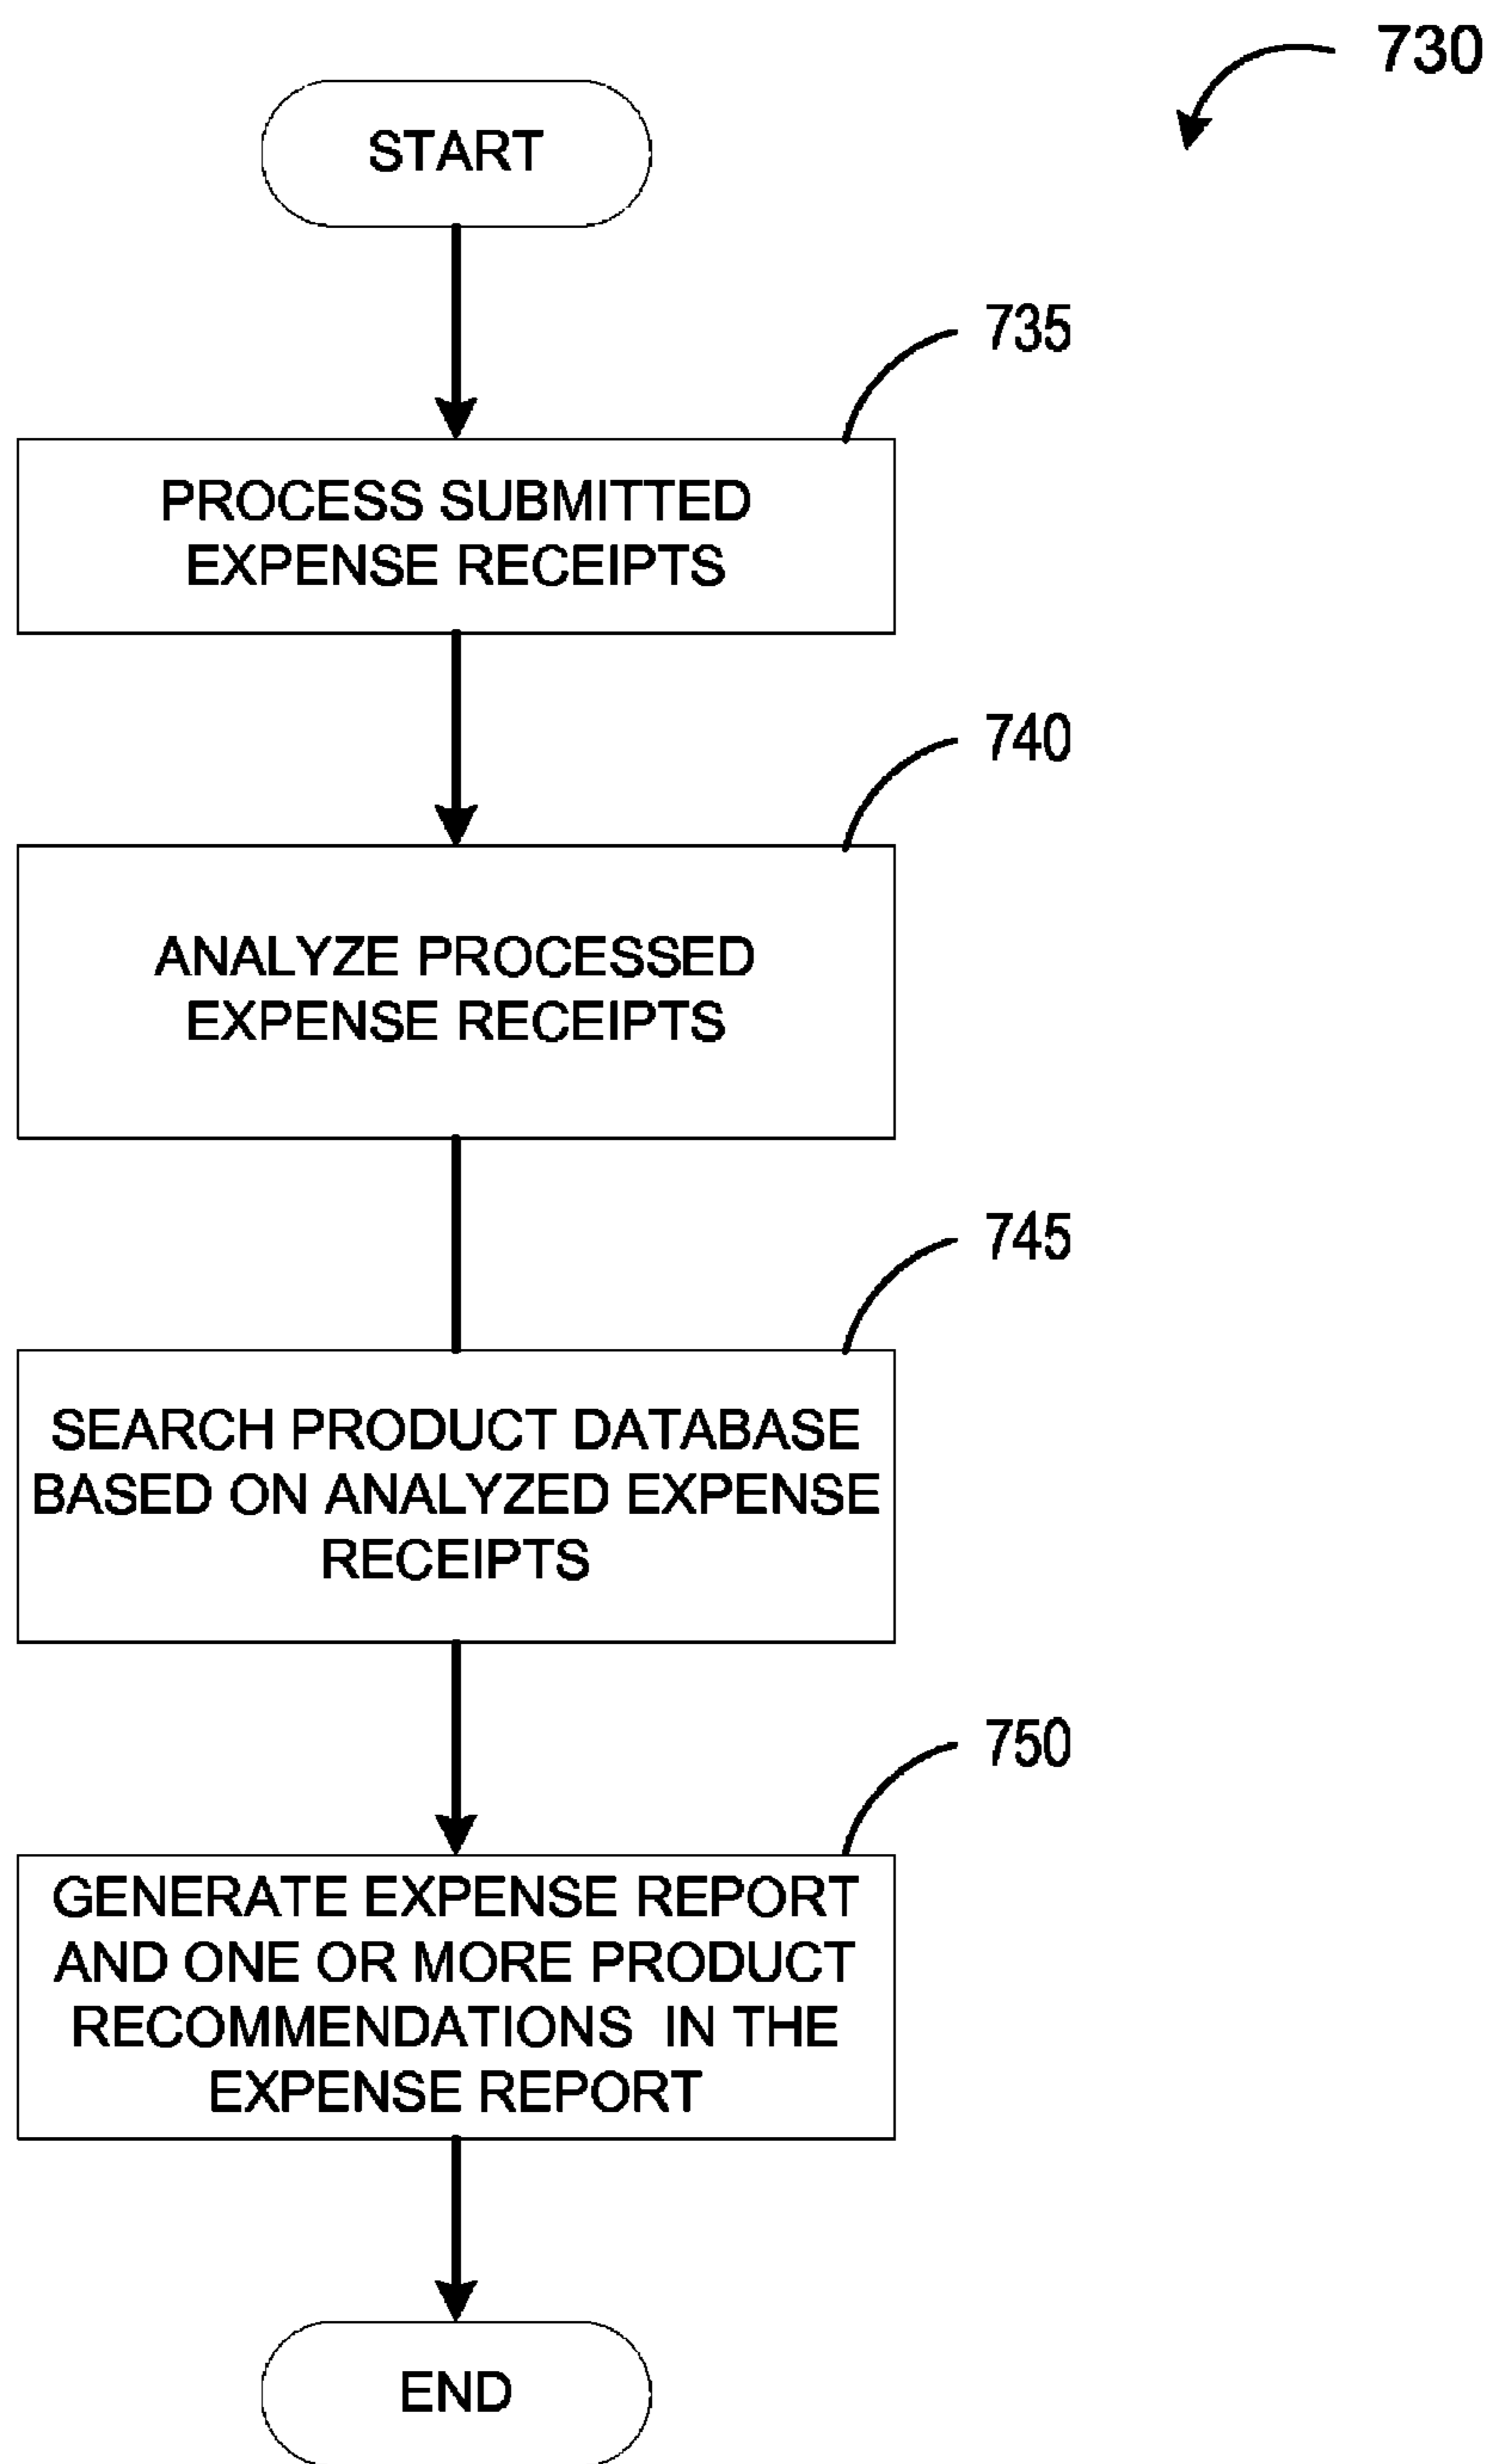 730
START
735
PROCESS SUBMITTED
EXPENSE RECEIPTS
740
ANALYZE PROCESSED
EXPENSE RECEIPTS
745
SEARCH PRODUCT DATABASE
BASED ON ANALYZED EXPENSE
RECEIPTS
750
GENERATE EXPENSE REPORT
AND ONE OR MORE PRODUCT
RECOMMENDATIONS IN THE
EXPENSE REPORT
END